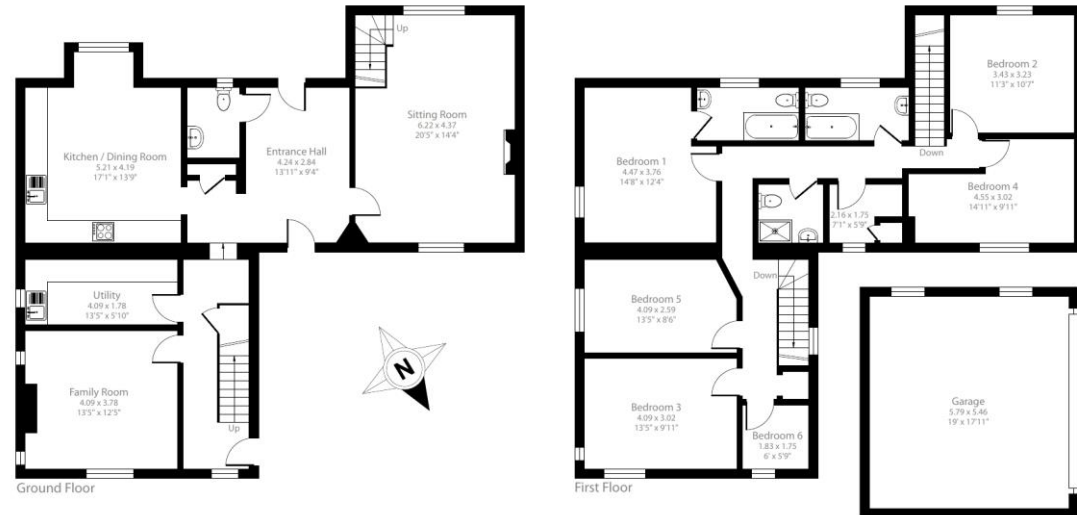 Up
Sitting Room
6.22 x 4.37
20'5" x 14'4"
Kitchen / Dining Room
5.21 x 4.19
17'1" x 13'9"
Entrance Hall
4.24 x 2.84
13'11" x 9'4"
Utility
4.09 x 1.78
13'5" x 5'10"
Family Room
4.09 x 3.78
13'5" x 12'5"
Up
Ground Floor
N
Bedroom 2
3.43 x 3.23
11'3" x 10'7"
Down
Bedroom 1
4.47 x 3.76
14'8" x 12'4"
Bedroom 4
4.55 x 3.02
14'11" x 9'11"
2.16 x 1.75
7'1" x 5'9"
Down
Bedroom 5
4.09 x 2.59
13'5" x 8'6"
Bedroom 3
4.09 x 3.02
13'5" x 9'11"
Bedroom 6
1.83 x 1.75
6' x 5'9"
First Floor
Garage
5.79 x 5.46
19' x 17'11"